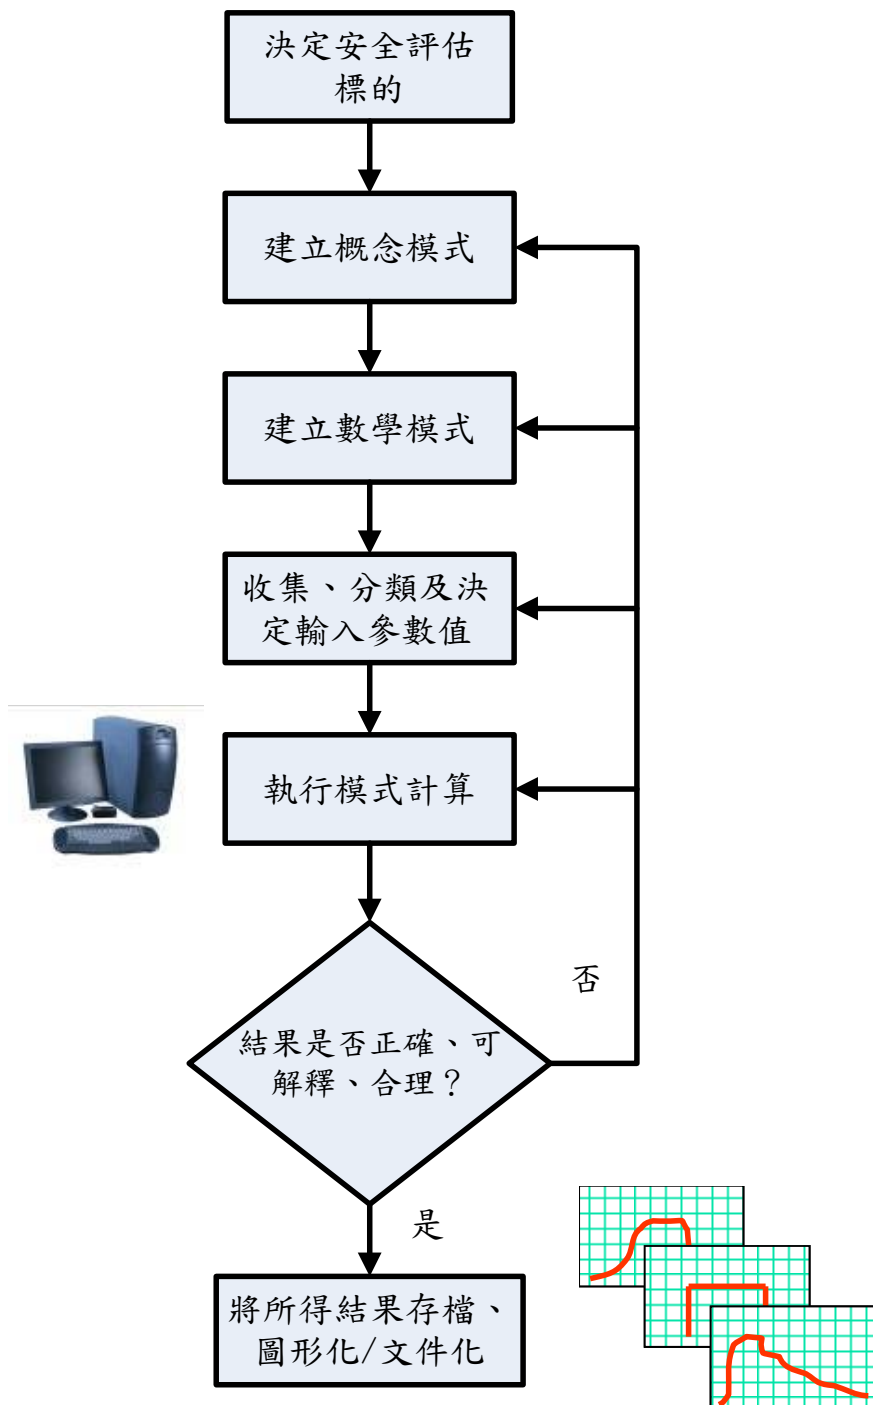 決定安全評估
標的
建立概念模式
建立數學模式
收集、分類及決
定輸入參數值
執行模式計算
否
結果是否正確、可
解釋、合理？
是
將所得結果存檔、
圖形化/文件化